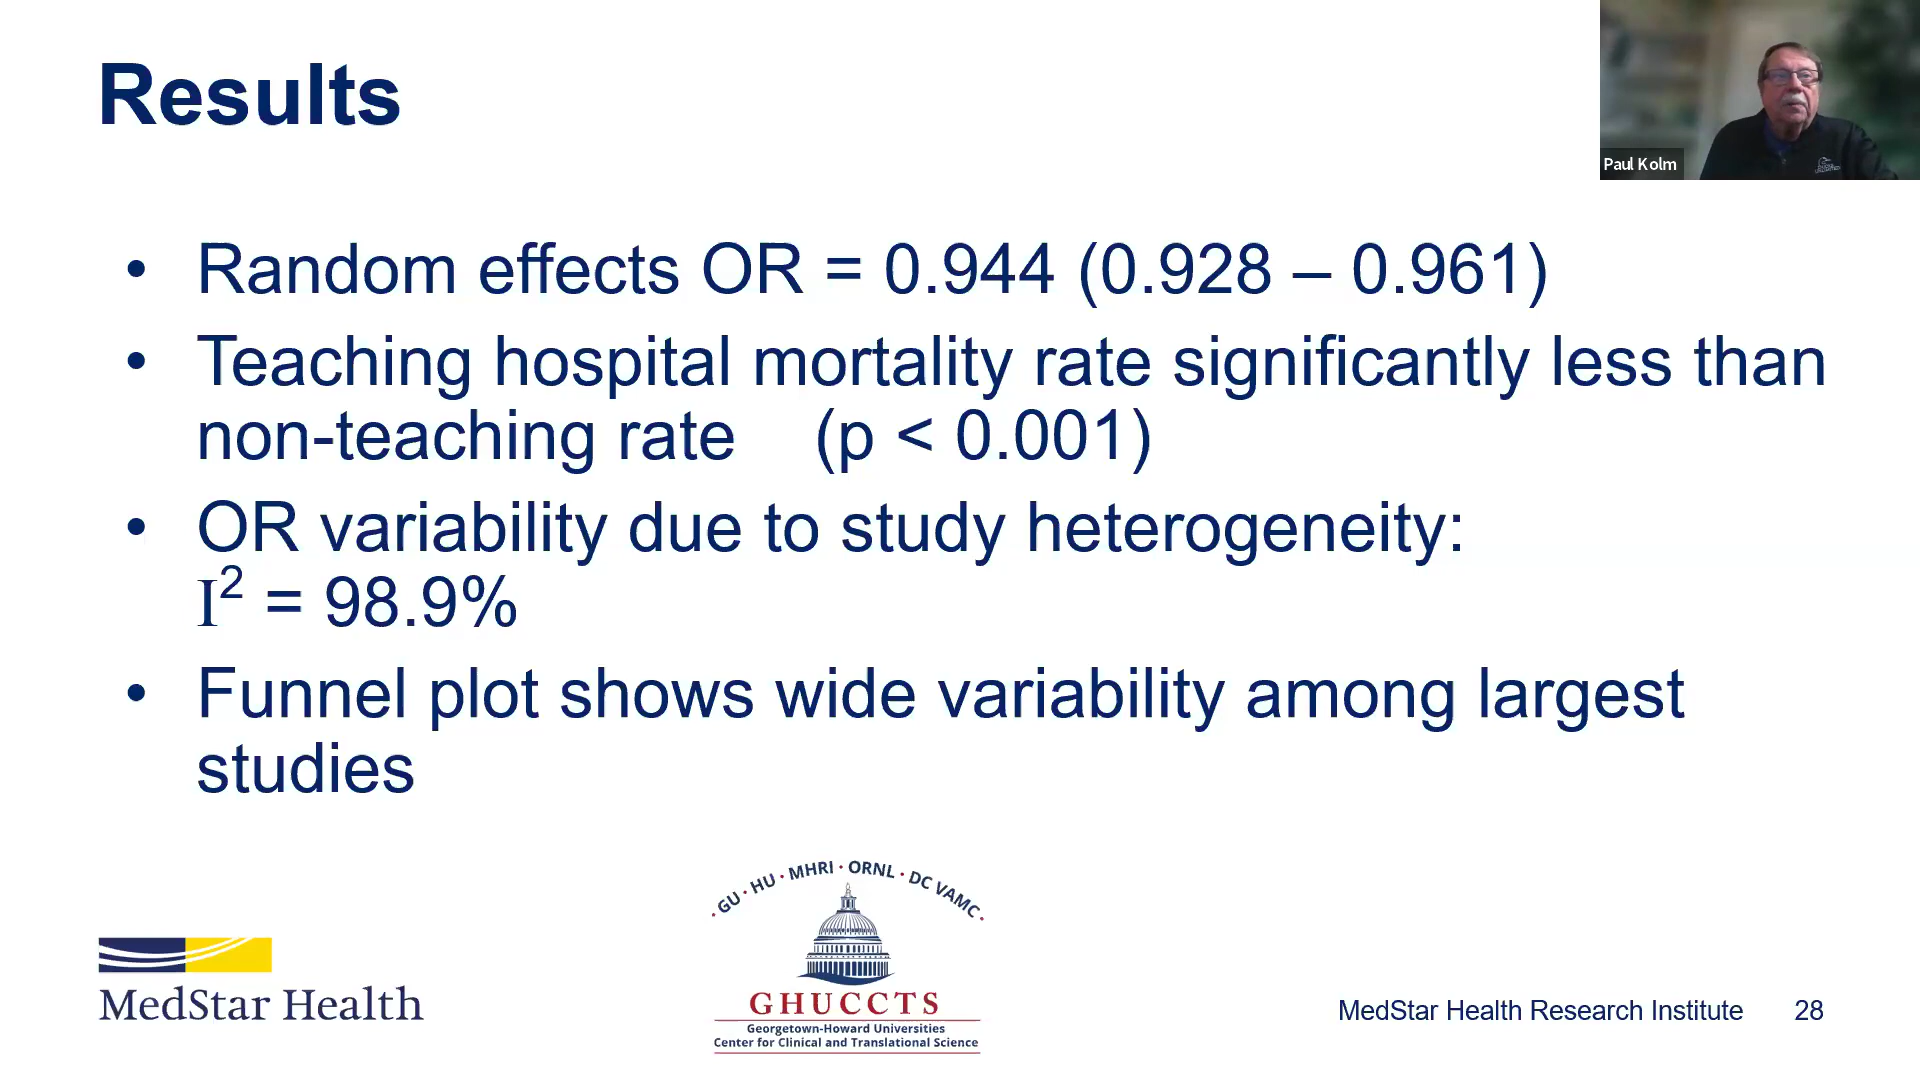 Results
Paul Kolm
• Random effects OR = 0.944 (0.928 – 0.961)
• Teaching hospital mortality rate significantly less than
non-teaching rate (p < 0.001)
• OR variability due to study heterogeneity:
I² = 98.9%
• Funnel plot shows wide variability among largest
studies
· GU · HU · MHRI · ORNL · DC VAMC ·
GHUCCTS
Georgetown-Howard Universities
Center for Clinical and Translational Science
MedStar Health
MedStar Health Research Institute 28